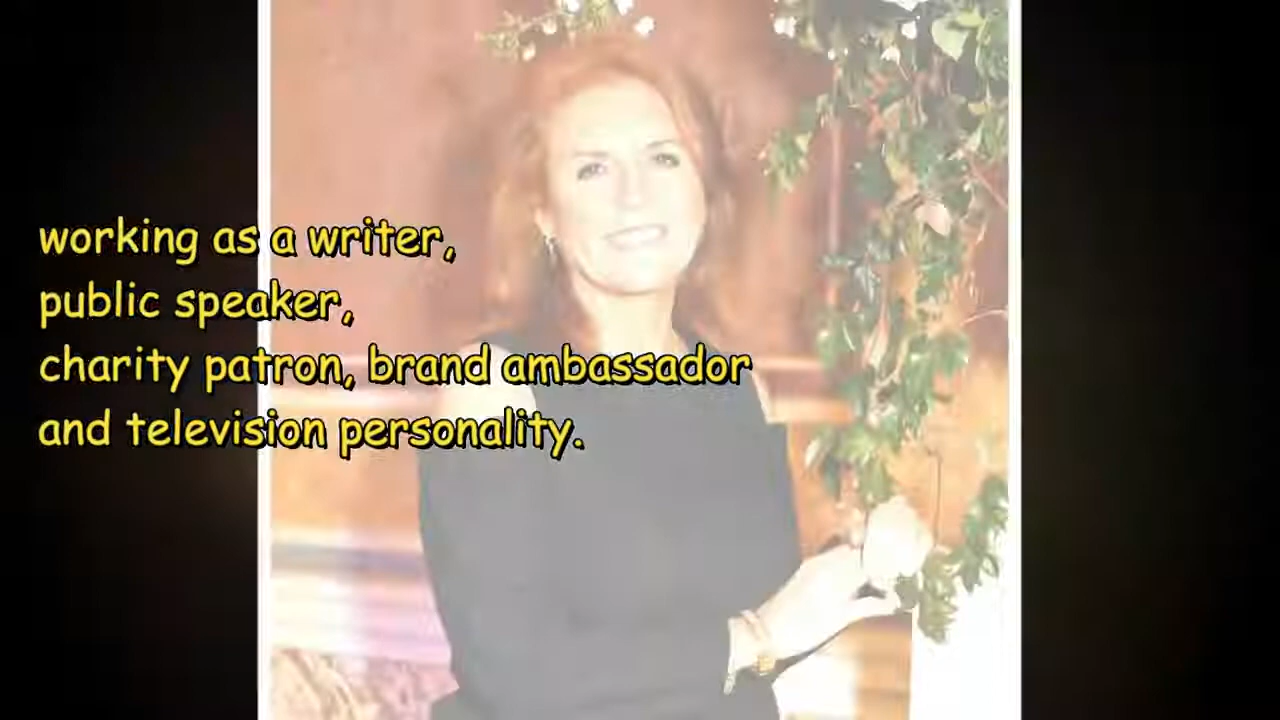 working as a writer,
public speaker,
charity patron, brand ambassador
and television personality.